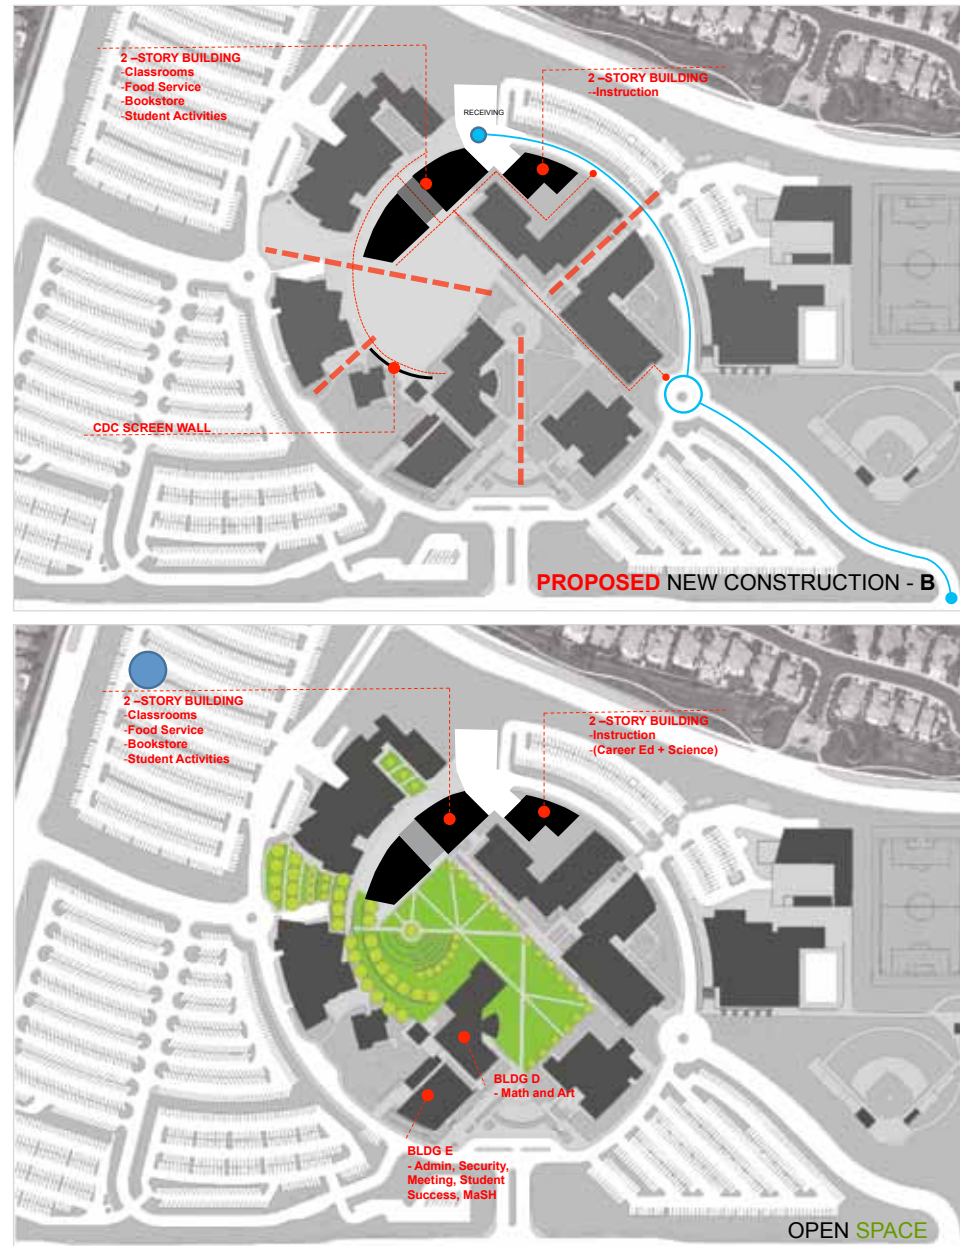 2 –STORY BUILDING
-Classrooms
-Food Service
-Bookstore
-Student Activities
2 –STORY BUILDING
--Instruction
RECEIVING
CDC SCREEN WALL
PROPOSED NEW CONSTRUCTION - B
2 –STORY BUILDING
-Classrooms
-Food Service
-Bookstore
-Student Activities
2 –STORY BUILDING
-Instruction
-(Career Ed + Science)
BLDG D
- Math and Art
BLDG E
- Admin, Security,
Meeting, Student
Success, MaSH
OPEN SPACE